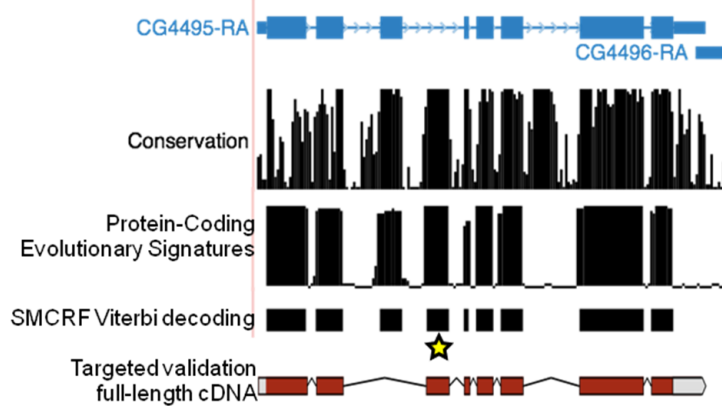 CG4495-RA
CG4496-RA
Conservation
Protein-Coding
Evolutionary Signatures
SMCRF Viterbi decoding
Targeted validation
full-length cDNA